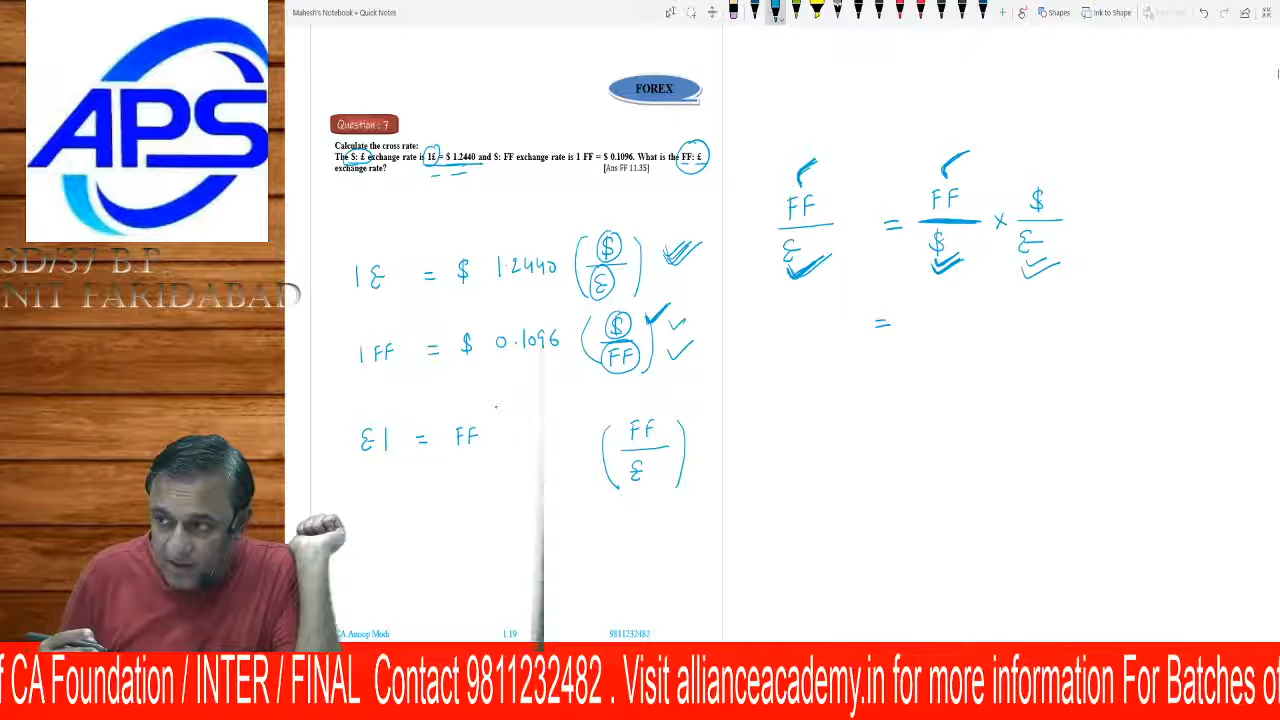 Mahesh's Notebook + Quick Notes
Shapes
Ink to Shape
APS
3D/37 B.P.
NIT FARIDABAD
FOREX
Question : 7
Calculate the cross rate:
The $: £ exchange rate is 1£ = $ 1.2440 and $: FF exchange rate is 1 FF = $ 0.1096. What is the FF: £
exchange rate? [Ans FF 11.35]
1 £ = $ 1.2440 ($/£)
1 FF = $ 0.1096 ($/FF)
£ 1 = FF (FF/£)
FF/£ = FF/$ × $/£
=
CA Anoop Modi 1.19 9811232482
f CA Foundation / INTER / FINAL Contact 9811232482 . Visit allianceacademy.in for more information For Batches of